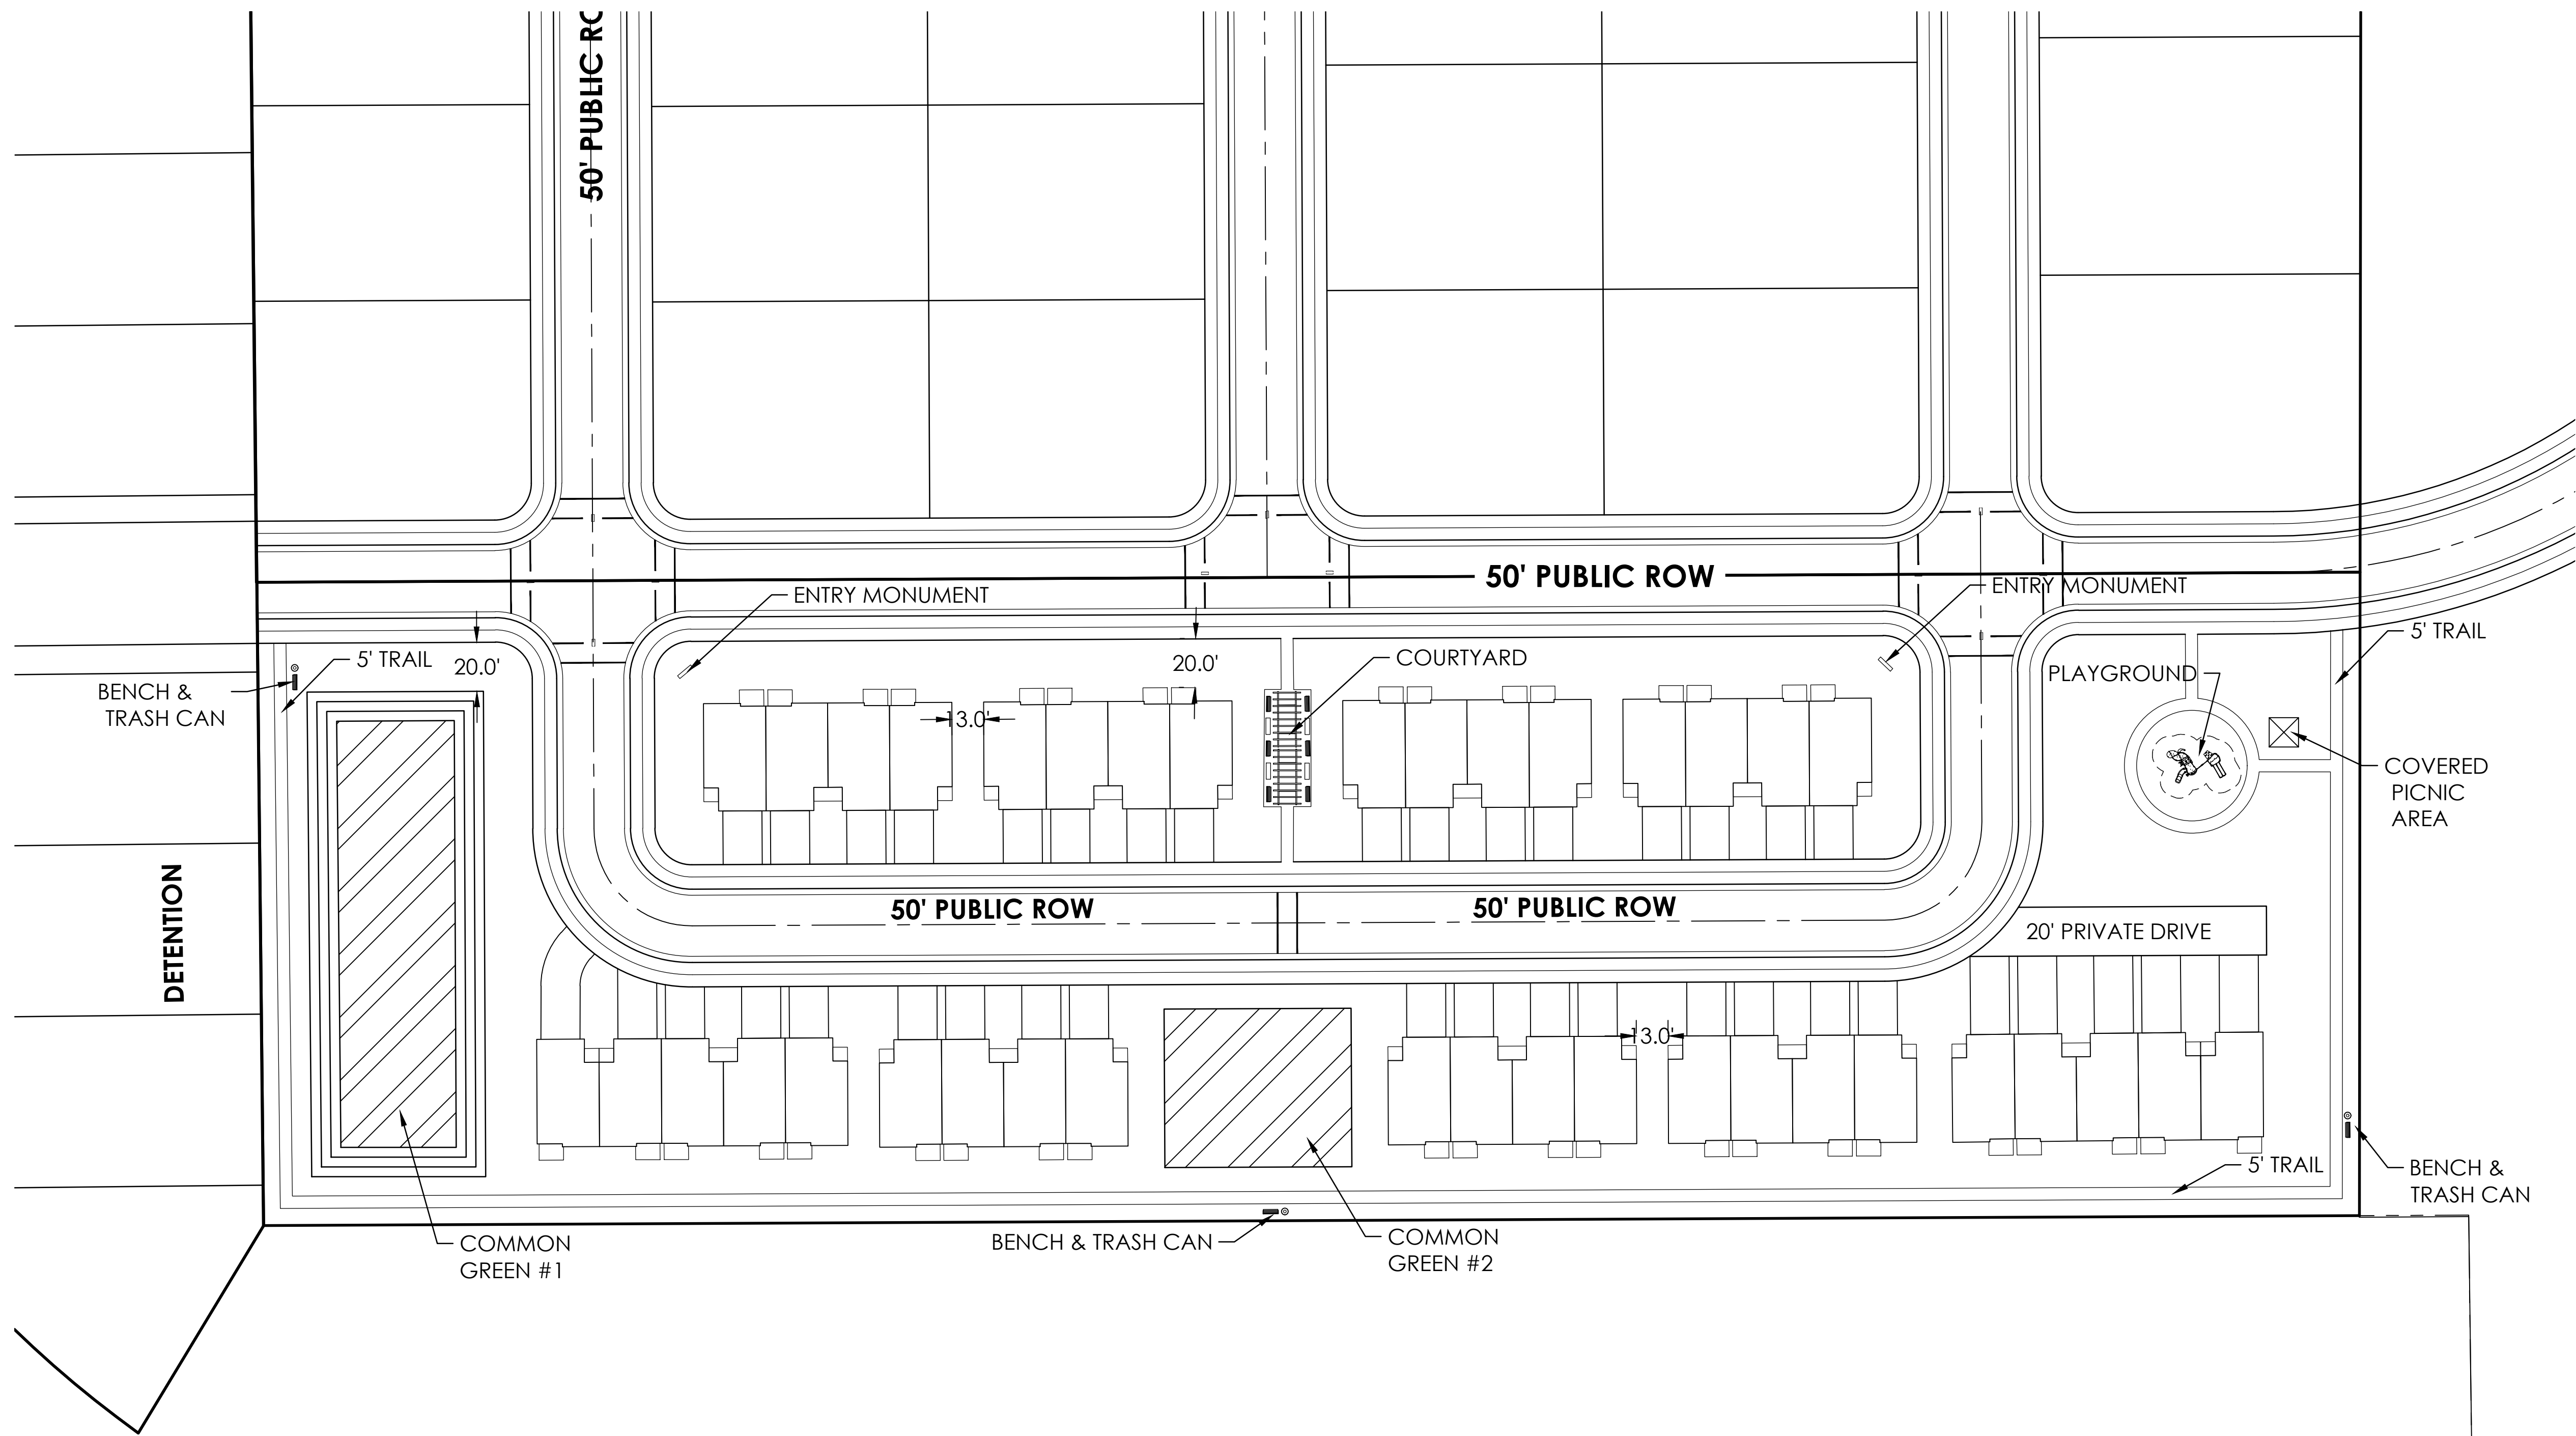 50' PUBLIC RO
50' PUBLIC ROW
ENTRY MONUMENT
ENTRY MONUMENT
5' TRAIL
20.0'
20.0'
COURTYARD
5' TRAIL
PLAYGROUND
BENCH &
TRASH CAN
13.0'
COVERED
PICNIC
AREA
DETENTION
50' PUBLIC ROW
50' PUBLIC ROW
20' PRIVATE DRIVE
13.0'
5' TRAIL
BENCH &
TRASH CAN
COMMON
GREEN #1
BENCH & TRASH CAN
COMMON
GREEN #2